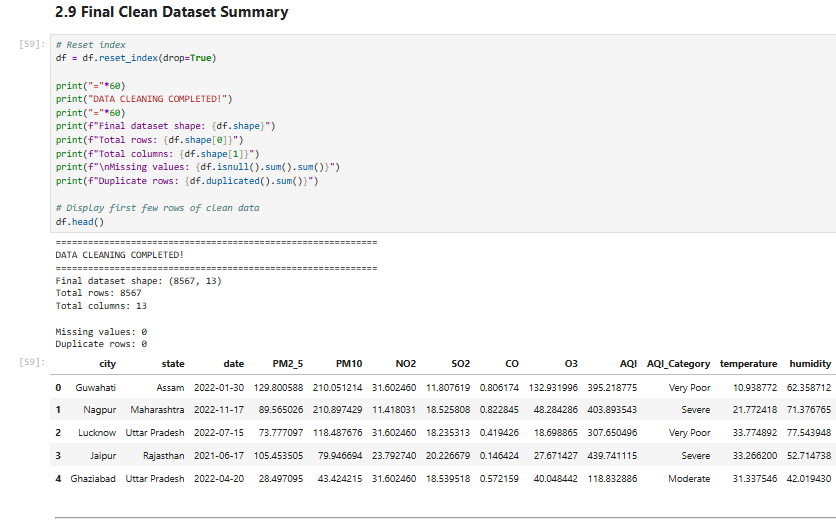 2.9 Final Clean Dataset Summary
[59]: # Reset index
df = df.reset_index(drop=True)
print("="*60)
print("DATA CLEANING COMPLETED!")
print("="*60)
print(f"Final dataset shape: {df.shape}")
print(f"Total rows: {df.shape[0]}")
print(f"Total columns: {df.shape[1]}")
print(f"\nMissing values: {df.isnull().sum().sum()}")
print(f"Duplicate rows: {df.duplicated().sum()}")
# Display first few rows of clean data
df.head()
============================================================
DATA CLEANING COMPLETED!
============================================================
Final dataset shape: (8567, 13)
Total rows: 8567
Total columns: 13
Missing values: 0
Duplicate rows: 0
[59]: city state date PM2_5 PM10 NO2 SO2 CO O3 AQI AQI_Category temperature humidity
0 Guwahati Assam 2022-01-30 129.800588 210.051214 31.602460 11.807619 0.806174 132.931996 395.218775 Very Poor 10.938772 62.358712
1 Nagpur Maharashtra 2022-11-17 89.565026 210.897429 11.418031 18.525808 0.822845 48.284286 403.893543 Severe 21.772418 71.376765
2 Lucknow Uttar Pradesh 2022-07-15 73.777097 118.487676 31.602460 18.235313 0.419426 18.698865 307.650496 Very Poor 33.774892 77.543948
3 Jaipur Rajasthan 2021-06-17 105.453505 79.946694 23.792740 20.226679 0.146424 27.671427 439.741115 Severe 33.266200 52.714738
4 Ghaziabad Uttar Pradesh 2022-04-20 28.497095 43.424215 31.602460 18.539518 0.572159 40.048442 118.832886 Moderate 31.337546 42.019430